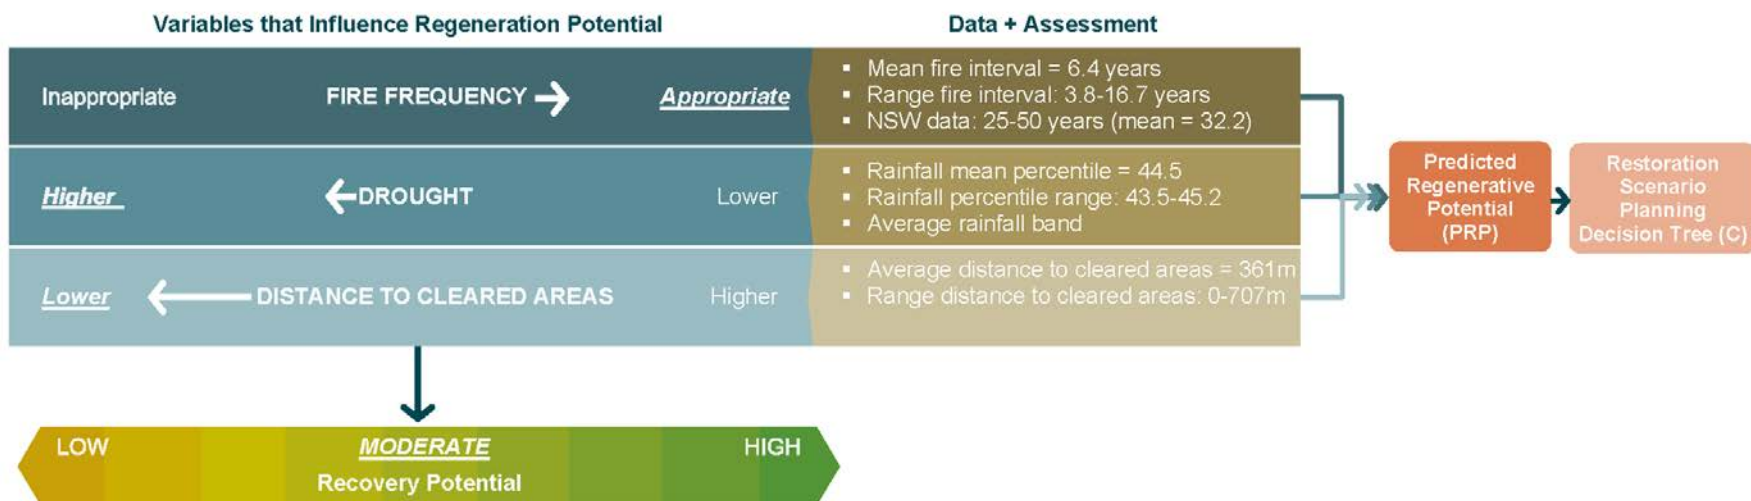 Variables that Influence Regeneration Potential
Data + Assessment
Inappropriate
FIRE FREQUENCY
Appropriate
▪ Mean fire interval = 6.4 years
▪ Range fire interval: 3.8-16.7 years
▪ NSW data: 25-50 years (mean = 32.2)
Higher
DROUGHT
Lower
▪ Rainfall mean percentile = 44.5
▪ Rainfall percentile range: 43.5-45.2
▪ Average rainfall band
Lower
DISTANCE TO CLEARED AREAS
Higher
▪ Average distance to cleared areas = 361m
▪ Range distance to cleared areas: 0-707m
Predicted
Regenerative
Potential
(PRP)
Restoration
Scenario
Planning
Decision Tree (C)
LOW
MODERATE
HIGH
Recovery Potential